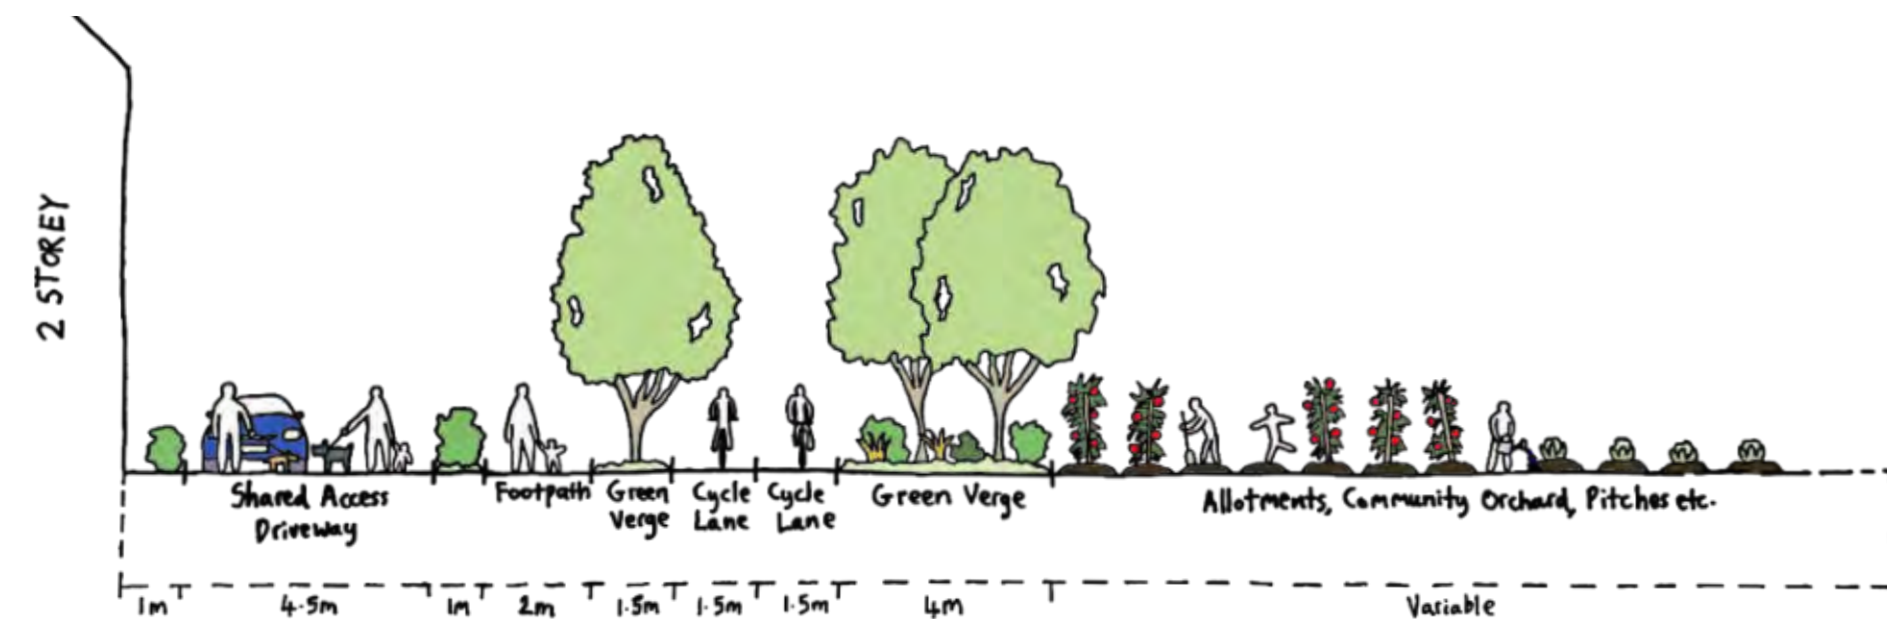 2 STOREY
Shared Access
Driveway
Footpath
Green
Verge
Cycle
Lane
Cycle
Lane
Green Verge
Allotments, Community Orchard, Pitches etc.
1m
4.5m
1m
2m
1.5m
1.5m
1.5m
4m
Variable